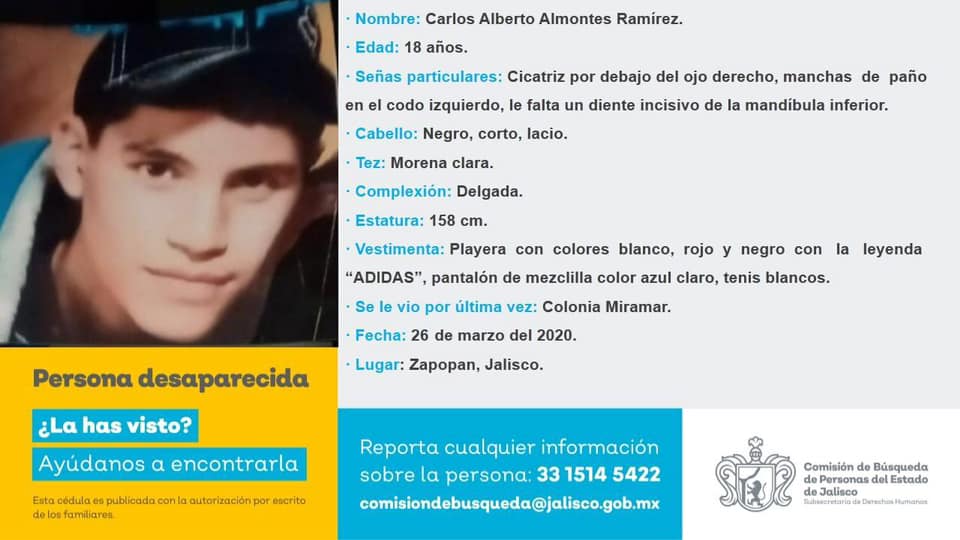 · Nombre: Carlos Alberto Almontes Ramírez.
· Edad: 18 años.
· Señas particulares: Cicatriz por debajo del ojo derecho, manchas de paño
en el codo izquierdo, le falta un diente incisivo de la mandíbula inferior.
· Cabello: Negro, corto, lacio.
· Tez: Morena clara.
· Complexión: Delgada.
· Estatura: 158 cm.
· Vestimenta: Playera con colores blanco, rojo y negro con la leyenda
“ADIDAS”, pantalón de mezclilla color azul claro, tenis blancos.
· Se le vio por última vez: Colonia Miramar.
· Fecha: 26 de marzo del 2020.
· Lugar: Zapopan, Jalisco.
Persona desaparecida
¿La has visto?
Ayúdanos a encontrarla
Esta cédula es publicada con la autorización por escrito
de los familiares.
Reporta cualquier información
sobre la persona: 33 1514 5422
comisiondebusqueda@jalisco.gob.mx
Comisión de Búsqueda
de Personas del Estado
de Jalisco
Subsecretaría de Derechos Humanos